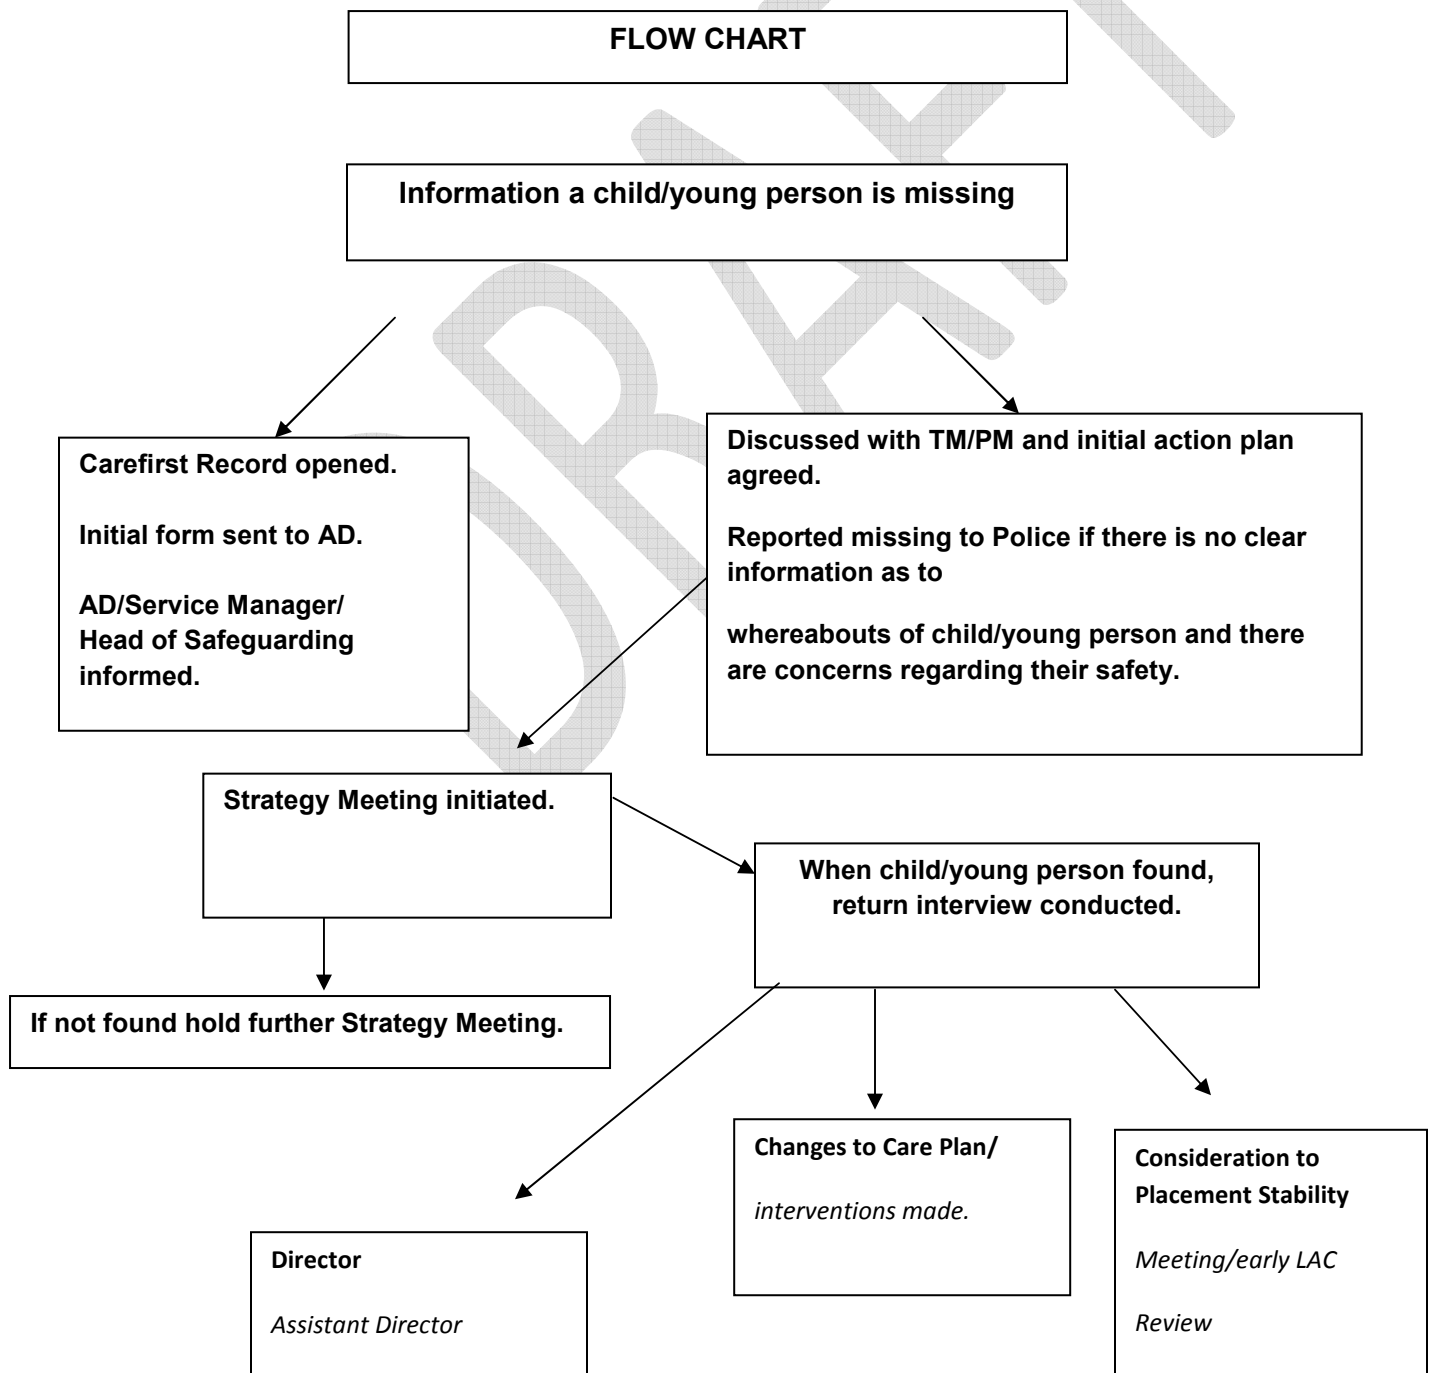 FLOW CHART
Information a child/young person is missing
Carefirst Record opened.
Initial form sent to AD.
AD/Service Manager/
Head of Safeguarding
informed.
Discussed with TM/PM and initial action plan
agreed.
Reported missing to Police if there is no clear
information as to
whereabouts of child/young person and there
are concerns regarding their safety.
Strategy Meeting initiated.
When child/young person found,
return interview conducted.
If not found hold further Strategy Meeting.
Changes to Care Plan/
interventions made.
Consideration to
Placement Stability
Meeting/early LAC
Review
Director
Assistant Director
DRAFT